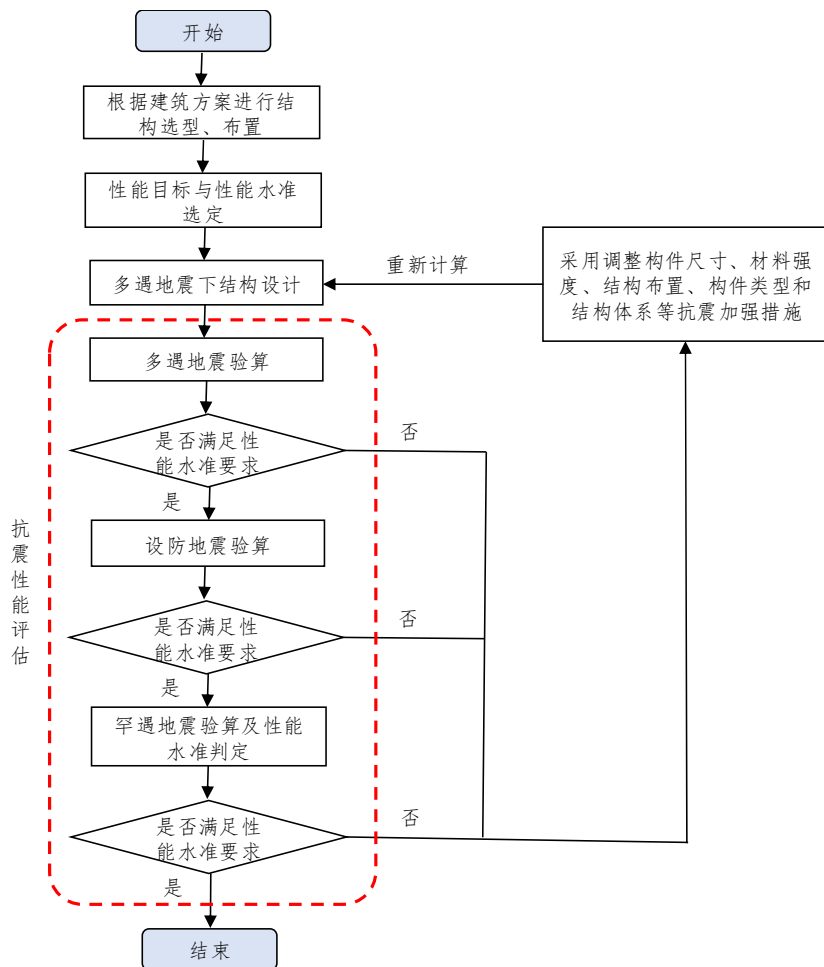 开始
根据建筑方案进行结
构选型、布置
性能目标与性能水准
选定
多遇地震下结构设计
重新计算
采用调整构件尺寸、材料强
度、结构布置、构件类型和
结构体系等抗震加强措施
多遇地震验算
是否满足性
能水准要求
否
是
设防地震验算
抗震性能评估
是否满足性
能水准要求
否
是
罕遇地震验算及性能
水准判定
是否满足性
能水准要求
否
是
结束